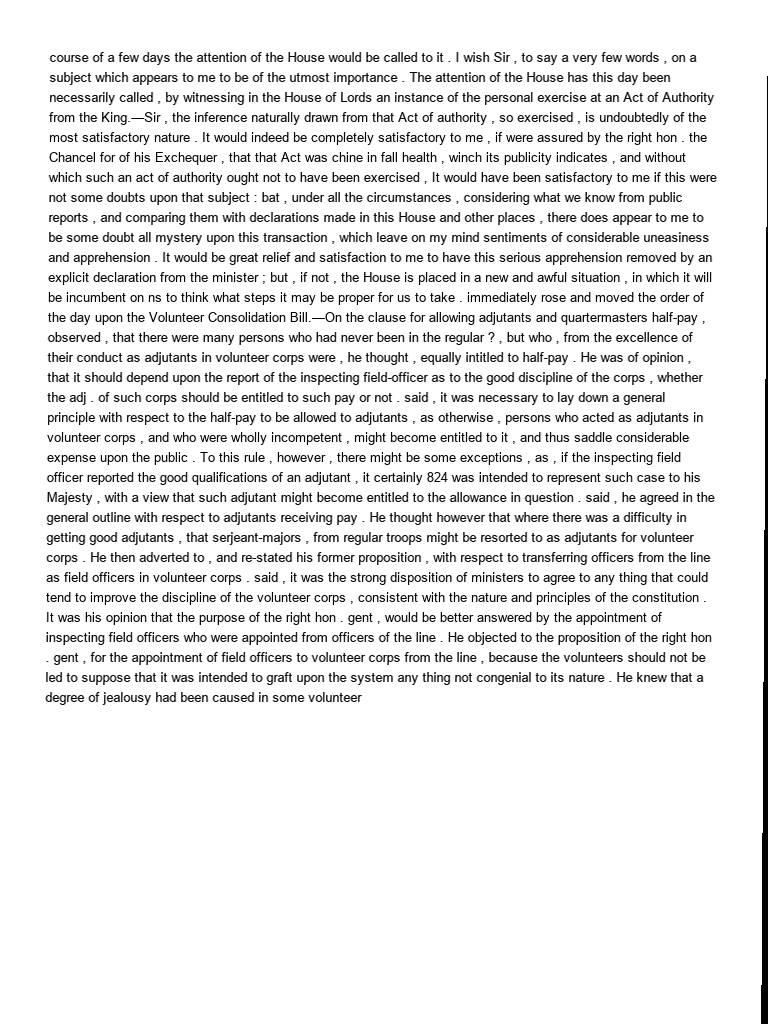 course of a few days the attention of the House would be called to it . I wish Sir , to say a very few words , on a
subject which appears to me to be of the utmost importance . The attention of the House has this day been
necessarily called , by witnessing in the House of Lords an instance of the personal exercise at an Act of Authority
from the King.—Sir , the inference naturally drawn from that Act of authority , so exercised , is undoubtedly of the
most satisfactory nature . It would indeed be completely satisfactory to me , if were assured by the right hon . the
Chancel for of his Exchequer , that that Act was chine in fall health , winch its publicity indicates , and without
which such an act of authority ought not to have been exercised , It would have been satisfactory to me if this were
not some doubts upon that subject : bat , under all the circumstances , considering what we know from public
reports , and comparing them with declarations made in this House and other places , there does appear to me to
be some doubt all mystery upon this transaction , which leave on my mind sentiments of considerable uneasiness
and apprehension . It would be great relief and satisfaction to me to have this serious apprehension removed by an
explicit declaration from the minister ; but , if not , the House is placed in a new and awful situation , in which it will
be incumbent on ns to think what steps it may be proper for us to take . immediately rose and moved the order of
the day upon the Volunteer Consolidation Bill.—On the clause for allowing adjutants and quartermasters half-pay ,
observed , that there were many persons who had never been in the regular ? , but who , from the excellence of
their conduct as adjutants in volunteer corps were , he thought , equally intitled to half-pay . He was of opinion ,
that it should depend upon the report of the inspecting field-officer as to the good discipline of the corps , whether
the adj . of such corps should be entitled to such pay or not . said , it was necessary to lay down a general
principle with respect to the half-pay to be allowed to adjutants , as otherwise , persons who acted as adjutants in
volunteer corps , and who were wholly incompetent , might become entitled to it , and thus saddle considerable
expense upon the public . To this rule , however , there might be some exceptions , as , if the inspecting field
officer reported the good qualifications of an adjutant , it certainly 824 was intended to represent such case to his
Majesty , with a view that such adjutant might become entitled to the allowance in question . said , he agreed in the
general outline with respect to adjutants receiving pay . He thought however that where there was a difficulty in
getting good adjutants , that serjeant-majors , from regular troops might be resorted to as adjutants for volunteer
corps . He then adverted to , and re-stated his former proposition , with respect to transferring officers from the line
as field officers in volunteer corps . said , it was the strong disposition of ministers to agree to any thing that could
tend to improve the discipline of the volunteer corps , consistent with the nature and principles of the constitution .
It was his opinion that the purpose of the right hon . gent , would be better answered by the appointment of
inspecting field officers who were appointed from officers of the line . He objected to the proposition of the right hon
. gent , for the appointment of field officers to volunteer corps from the line , because the volunteers should not be
led to suppose that it was intended to graft upon the system any thing not congenial to its nature . He knew that a
degree of jealousy had been caused in some volunteer